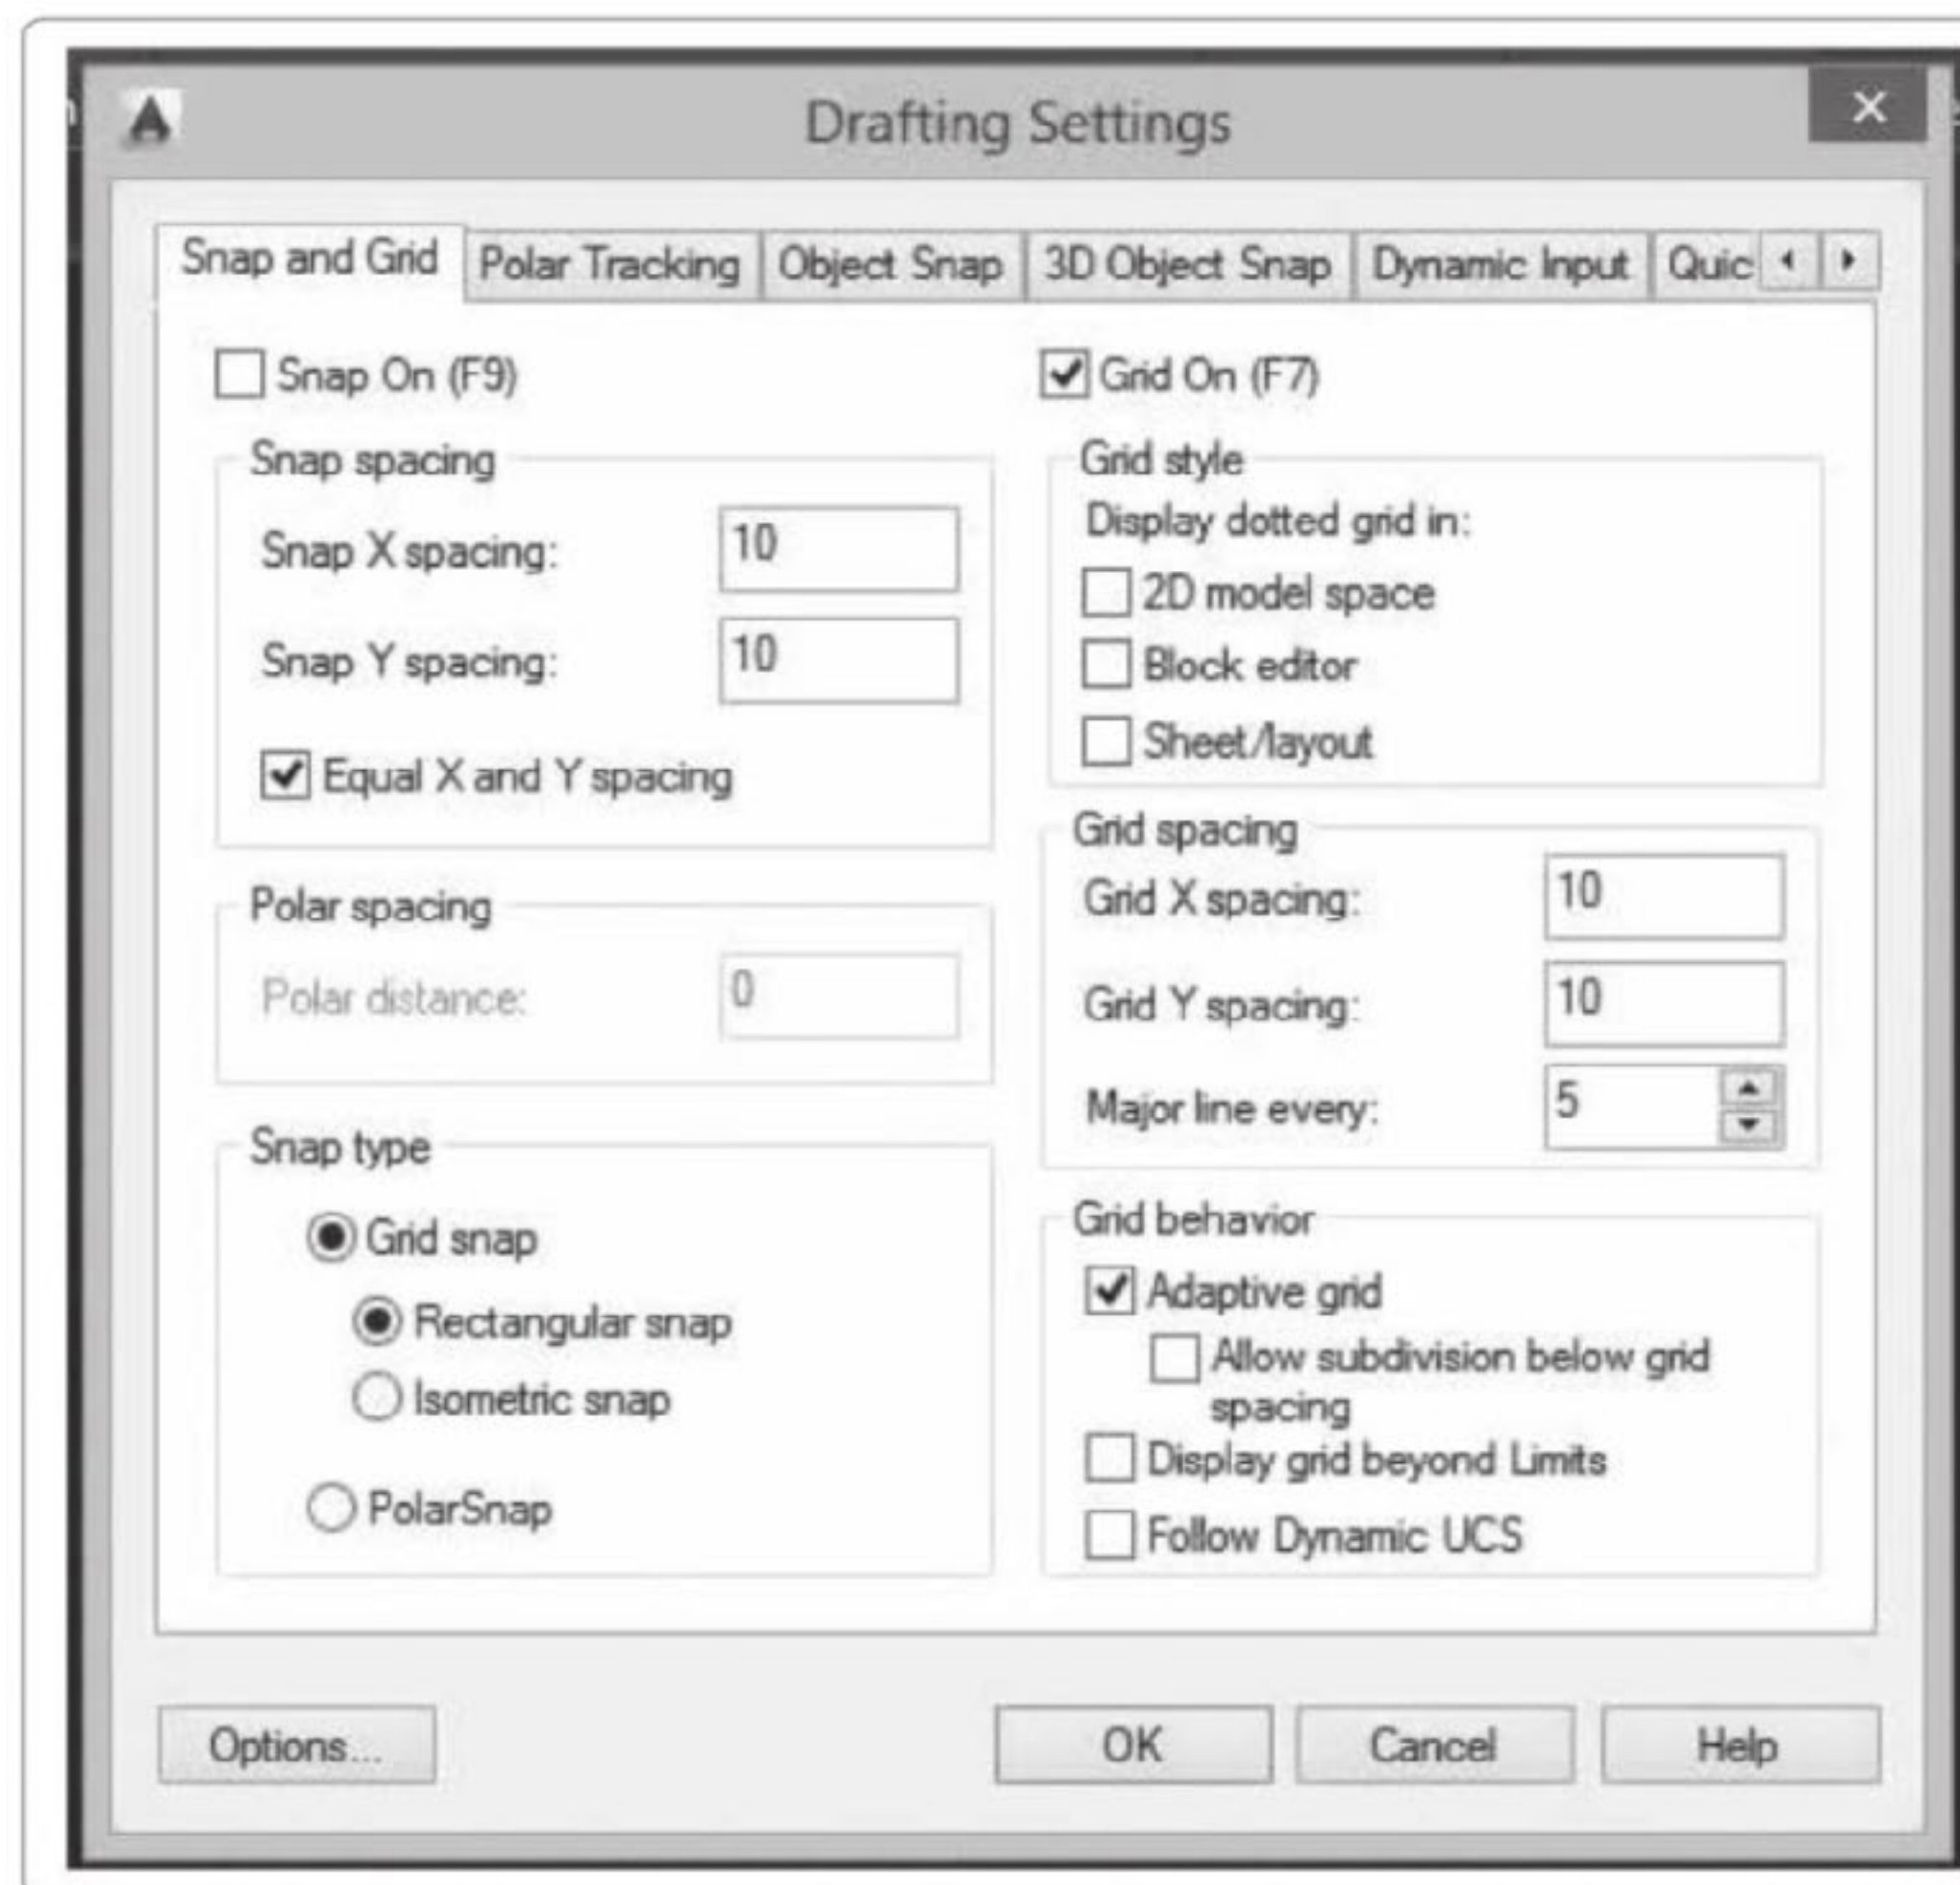 Drafting Settings
Snap and Grid
Polar Tracking
Object Snap
3D Object Snap
Dynamic Input
Quic
Snap On (F9)
Snap spacing
Snap X spacing: 10
Snap Y spacing: 10
Equal X and Y spacing
Polar spacing
Polar distance: 0
Snap type
Grid snap
Rectangular snap
Isometric snap
PolarSnap
Grid On (F7)
Grid style
Display dotted grid in:
2D model space
Block editor
Sheet/layout
Grid spacing
Grid X spacing: 10
Grid Y spacing: 10
Major line every: 5
Grid behavior
Adaptive grid
Allow subdivision below grid
spacing
Display grid beyond Limits
Follow Dynamic UCS
Options...
OK
Cancel
Help